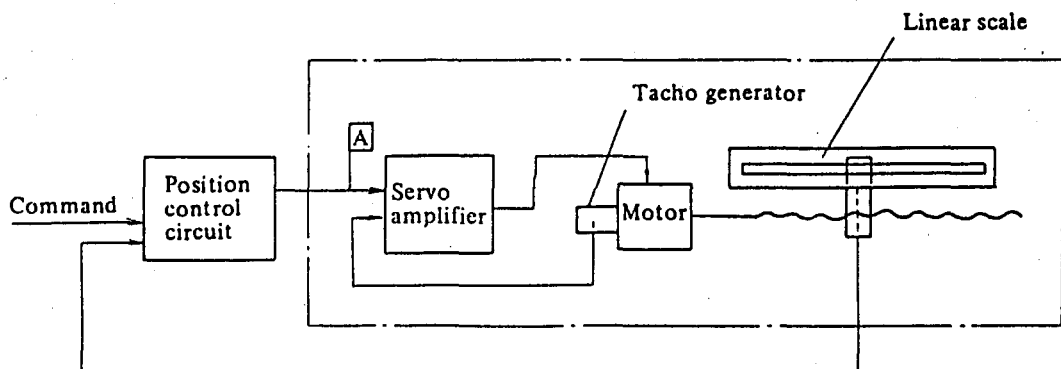 Linear scale
Tacho generator
A
Position
control
circuit
Servo
amplifier
Motor
Command